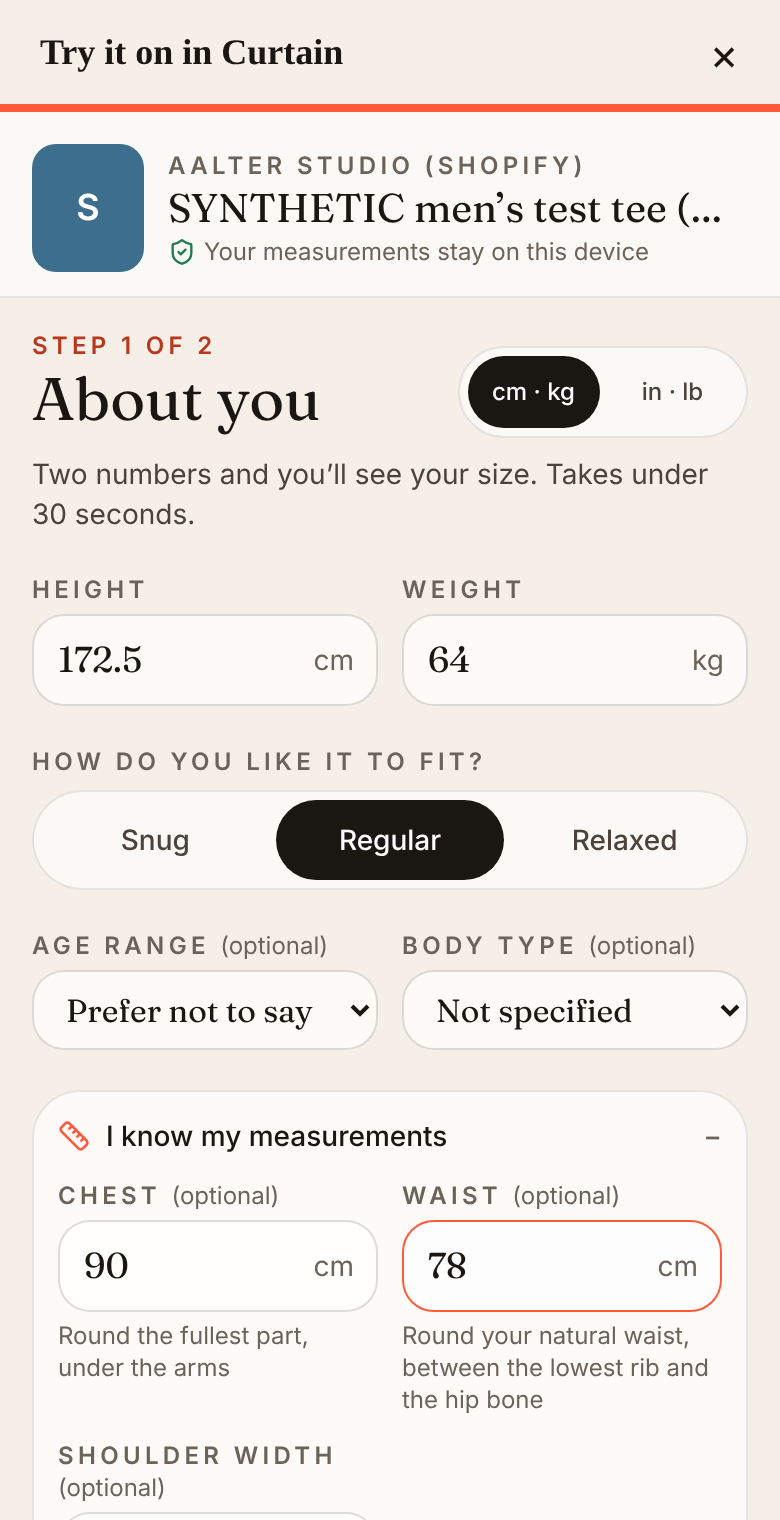 Try it on in Curtain
×
S
AALTER STUDIO (SHOPIFY)
SYNTHETIC men’s test tee (...
Your measurements stay on this device
STEP 1 OF 2
About you
cm · kg
in · lb
Two numbers and you’ll see your size. Takes under
30 seconds.
HEIGHT
WEIGHT
172.5 cm
64 kg
HOW DO YOU LIKE IT TO FIT?
Snug
Regular
Relaxed
AGE RANGE (optional)
BODY TYPE (optional)
Prefer not to say
Not specified
I know my measurements
–
CHEST (optional)
WAIST (optional)
90 cm
78 cm
Round the fullest part,
under the arms
Round your natural waist,
between the lowest rib and
the hip bone
SHOULDER WIDTH
(optional)